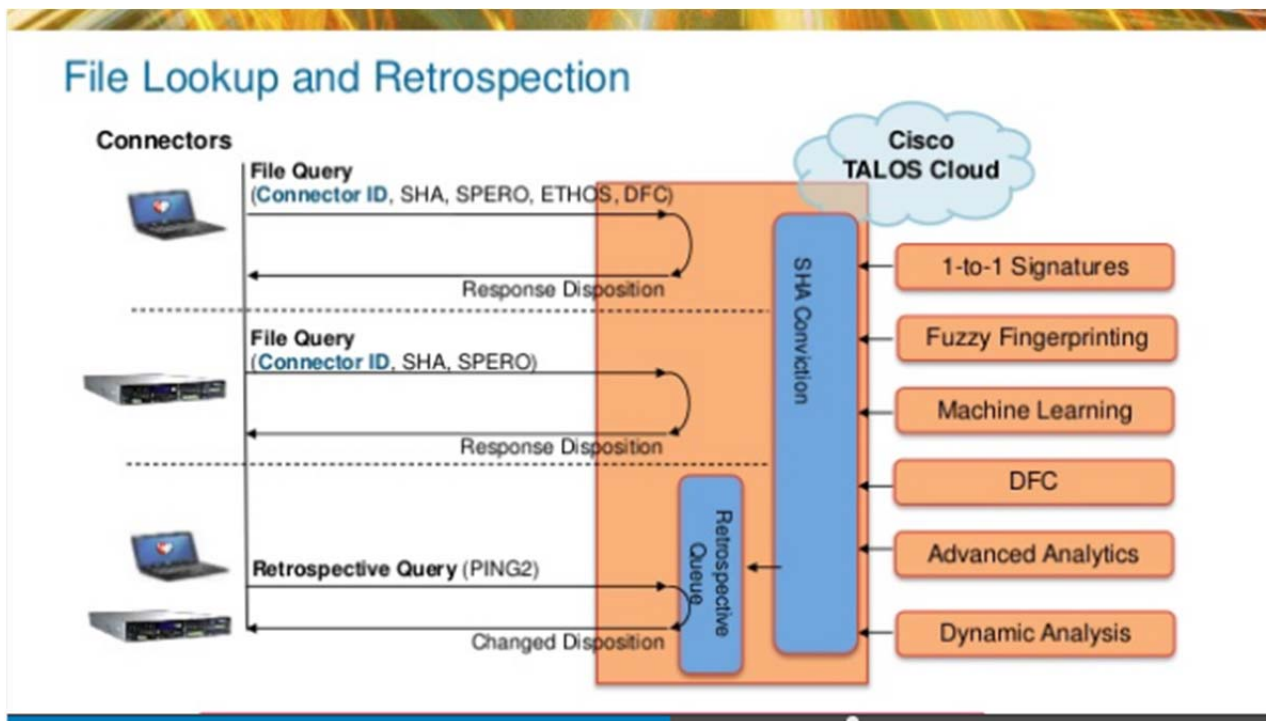 File Lookup and Retrospection
Connectors
Cisco
TALOS Cloud
File Query
(Connector ID, SHA, SPERO, ETHOS, DFC)
Response Disposition
File Query
(Connector ID, SHA, SPERO)
Response Disposition
Retrospective Query (PING2)
Changed Disposition
Retrospective
Queue
SHA Conviction
1-to-1 Signatures
Fuzzy Fingerprinting
Machine Learning
DFC
Advanced Analytics
Dynamic Analysis